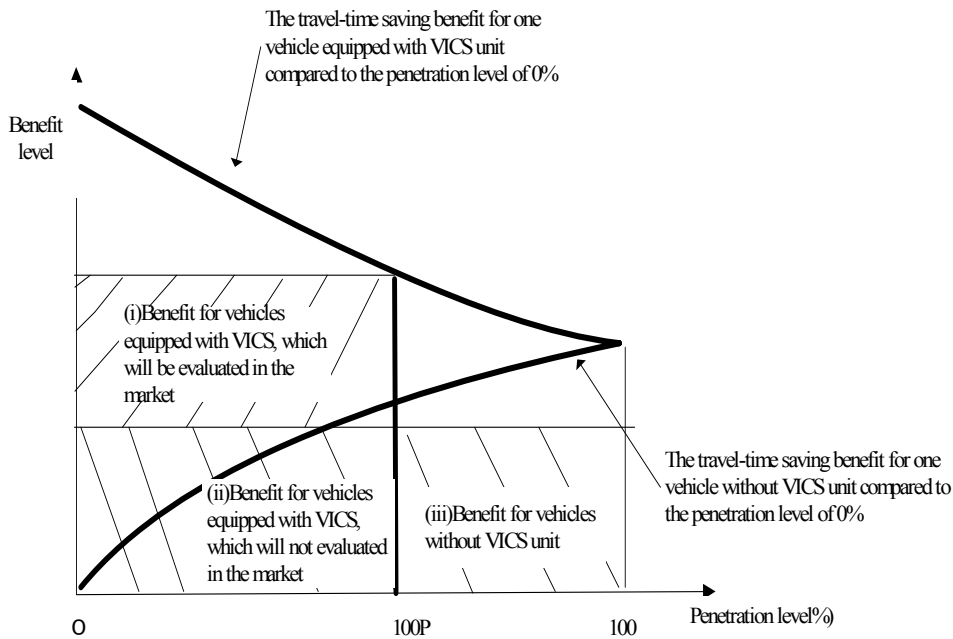 The travel-time saving benefit for one
vehicle equipped with VICS unit
compared to the penetration level of 0%
Benefit
level
(i)Benefit for vehicles
equipped with VICS, which
will be evaluated in the
market
(ii)Benefit for vehicles
equipped with VICS,
which will not evaluated
in the market
(iii)Benefit for vehicles
without VICS unit
The travel-time saving benefit for one
vehicle without VICS unit compared to
the penetration level of 0%
O
100P
100
Penetration level%)